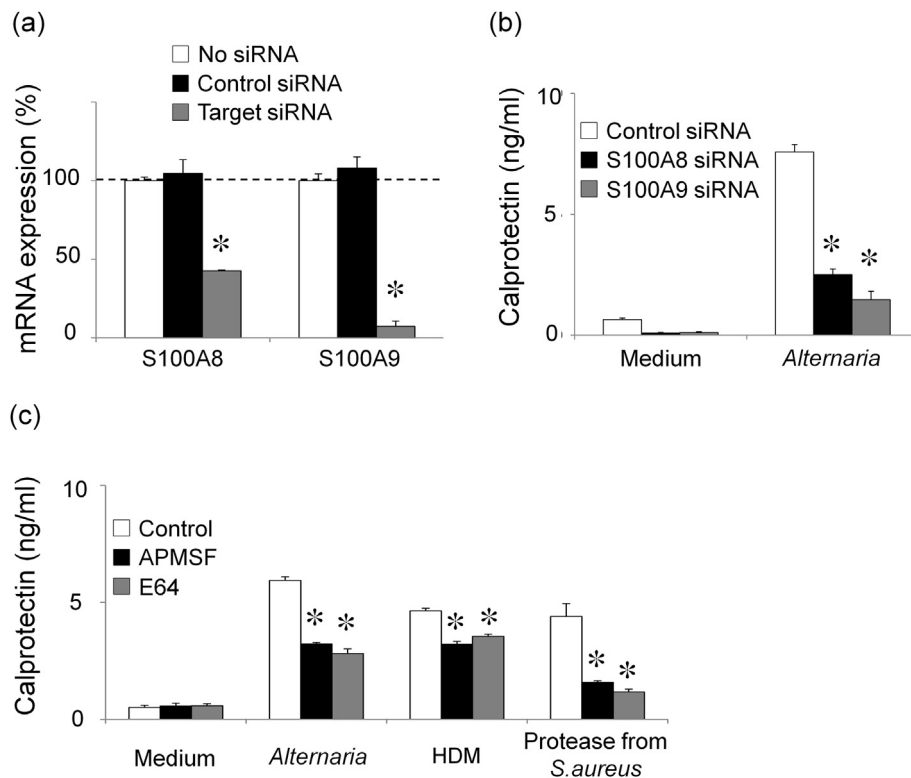 (a)
No siRNA
Control siRNA
Target siRNA
mRNA expression (%)
100
50
0
*
*
S100A8 S100A9
(b)
Calprotectin (ng/ml)
10
5
0
Control siRNA
S100A8 siRNA
S100A9 siRNA
* *
Medium Alternaria
(c)
Calprotectin (ng/ml)
10
5
0
Control
APMSF
E64
* * * * * *
Medium Alternaria HDM Protease from
S.aureus